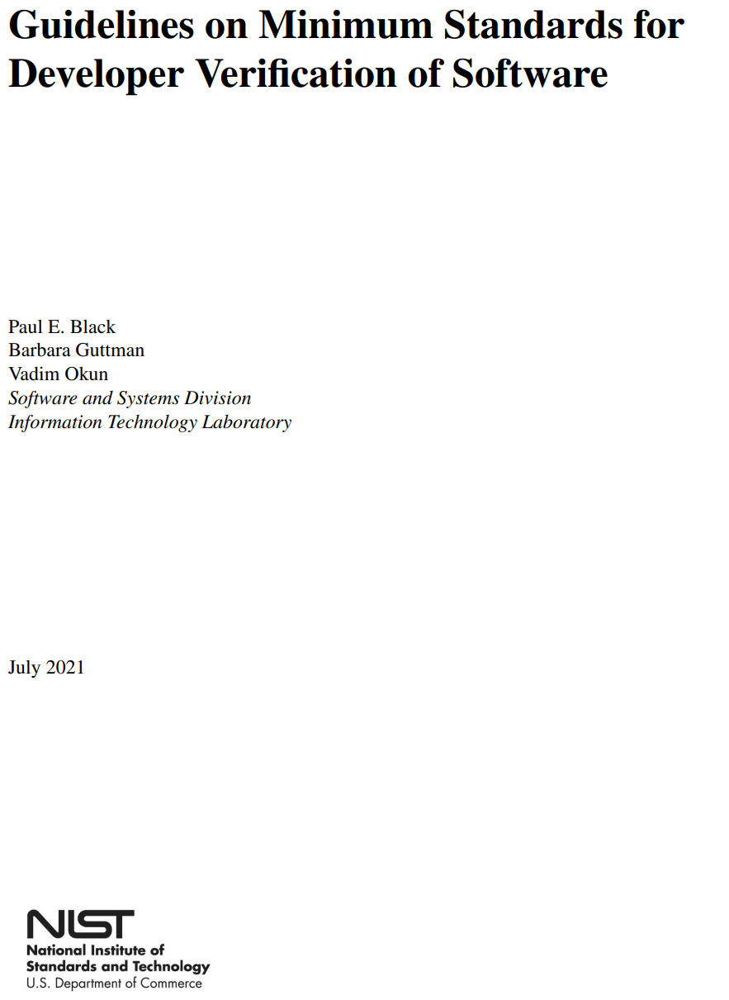 Guidelines on Minimum Standards for
Developer Verification of Software
Paul E. Black
Barbara Guttman
Vadim Okun
Software and Systems Division
Information Technology Laboratory
July 2021
NIST
National Institute of
Standards and Technology
U.S. Department of Commerce